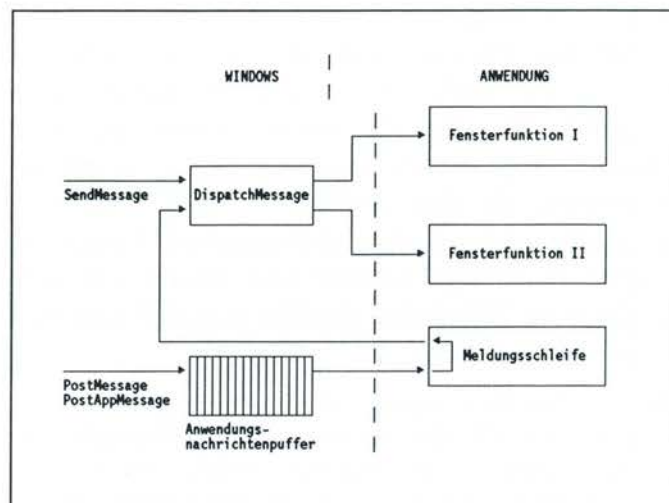 WINDOWS
ANWENDUNG
Fensterfunktion I
SendMessage
DispatchMessage
Fensterfunktion II
Meldungsschleife
PostMessage
PostAppMessage
Anwendungs-
nachrichtenpuffer